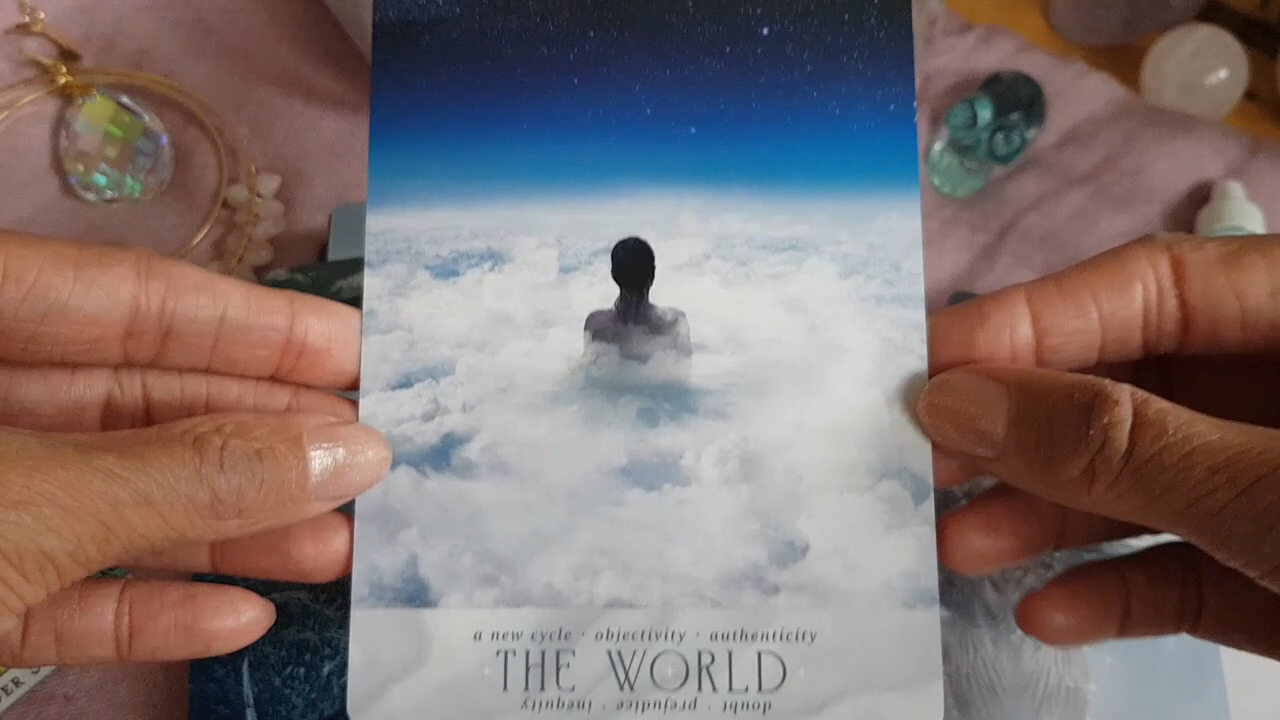 a new cycle · objectivity · authenticity
THE WORLD
doubt · prejudice · inequity